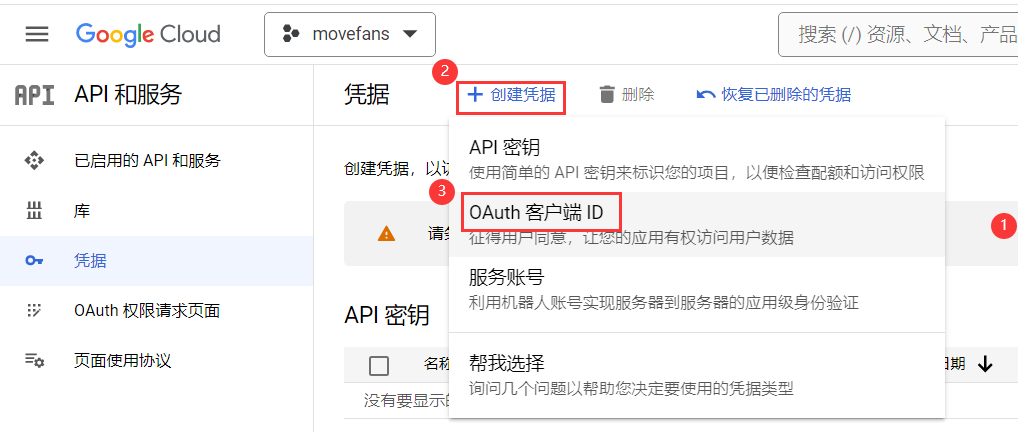 Google Cloud
movefans
搜索 (/) 资源、文档、产品
API
API 和服务
凭据
2
创建凭据
删除
恢复已删除的凭据
已启用的 API 和服务
库
凭据
OAuth 权限请求页面
页面使用协议
创建凭据，以
API 密钥
使用简单的 API 密钥来标识您的项目，以便检查配额和访问权限
3
OAuth 客户端 ID
征得用户同意，让您的应用有权访问用户数据
1
服务账号
利用机器人账号实现服务器到服务器的应用级身份验证
帮我选择
询问几个问题以帮助您决定要使用的凭据类型
请
API 密钥
名称
日期
没有要显示的